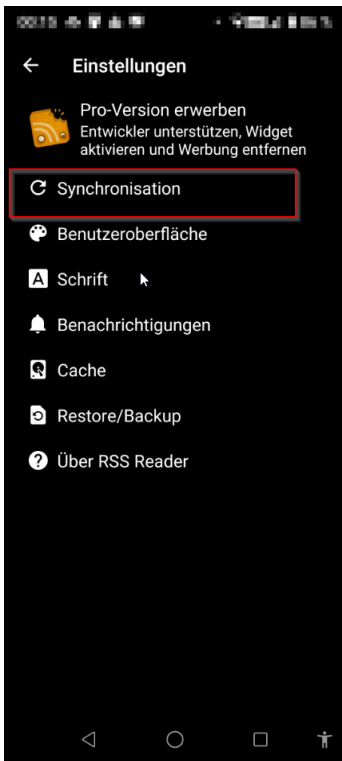 Einstellungen
Pro-Version erwerben
Entwickler unterstützen, Widget
aktivieren und Werbung entfernen
Synchronisation
Benutzeroberfläche
A Schrift
Benachrichtigungen
Cache
Restore/Backup
? Über RSS Reader